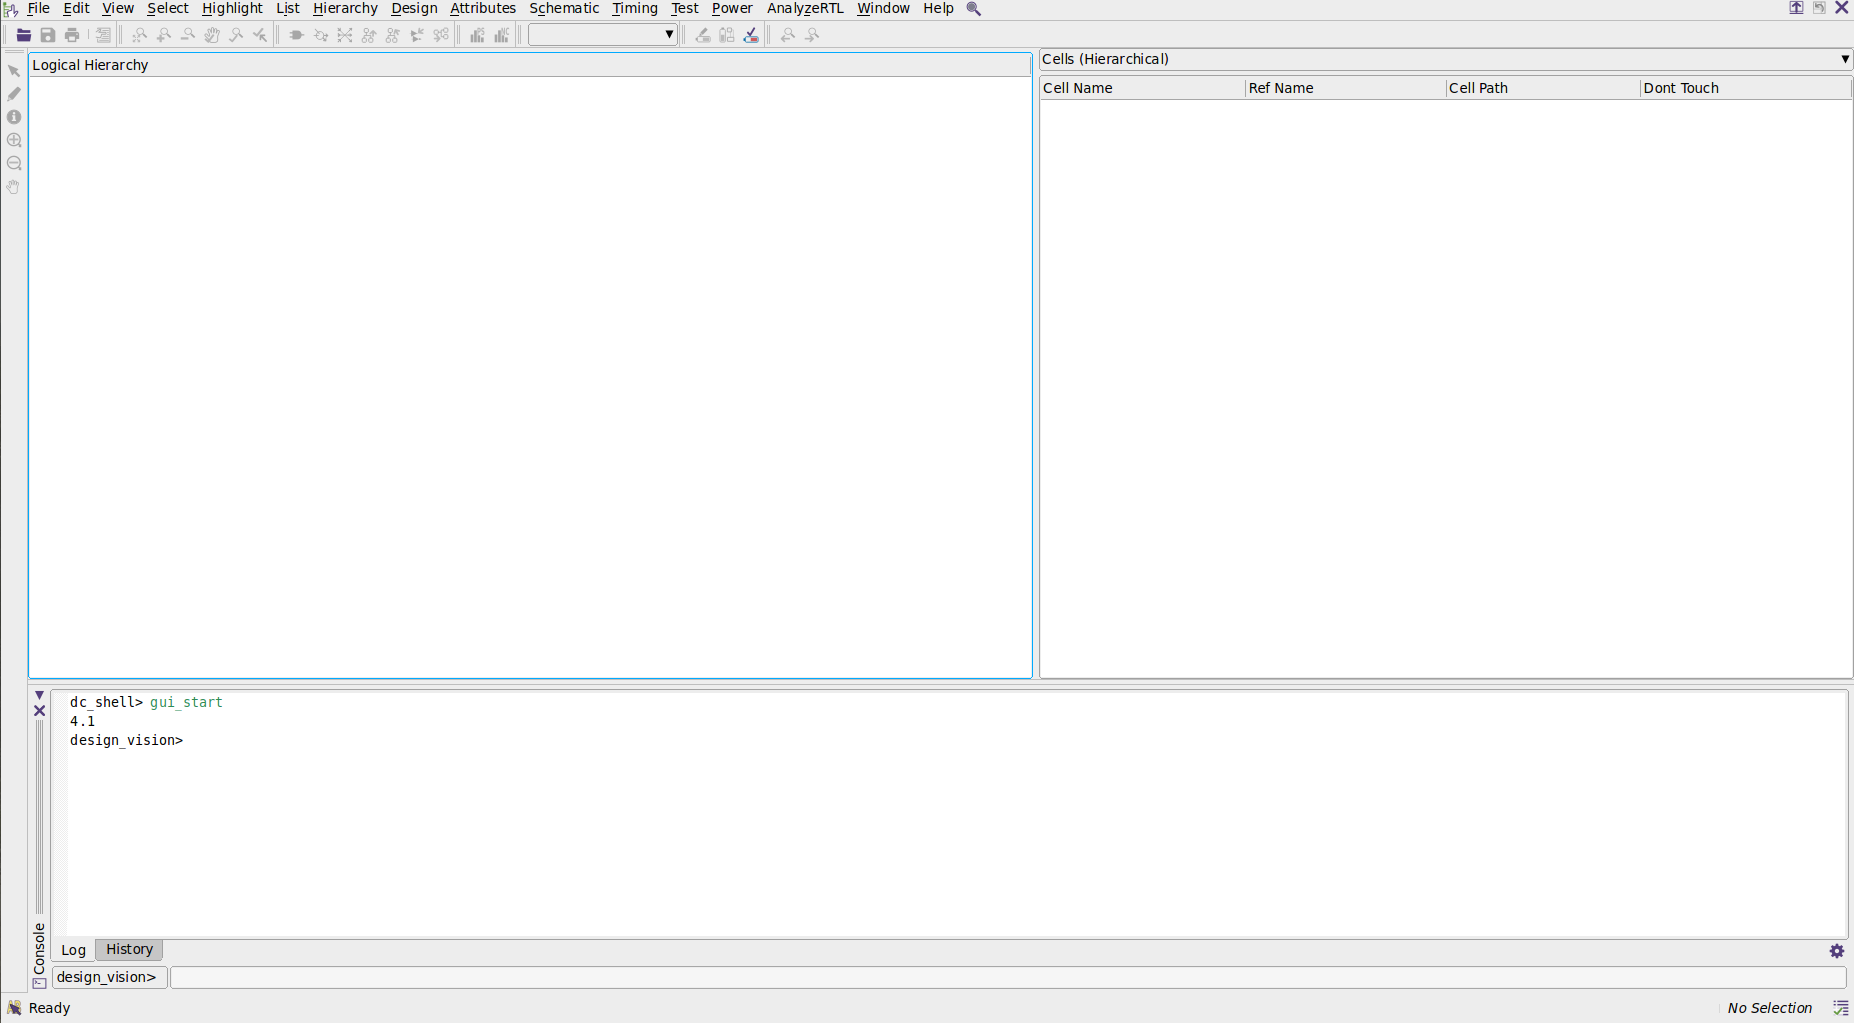 File Edit View Select Highlight List Hierarchy Design Attributes Schematic Timing Test Power AnalyzeRTL Window Help
Logical Hierarchy
Cells (Hierarchical)
Cell Name Ref Name Cell Path Dont Touch
dc_shell> gui_start
4.1
design_vision>
Console
Log History
design_vision>
Ready
No Selection